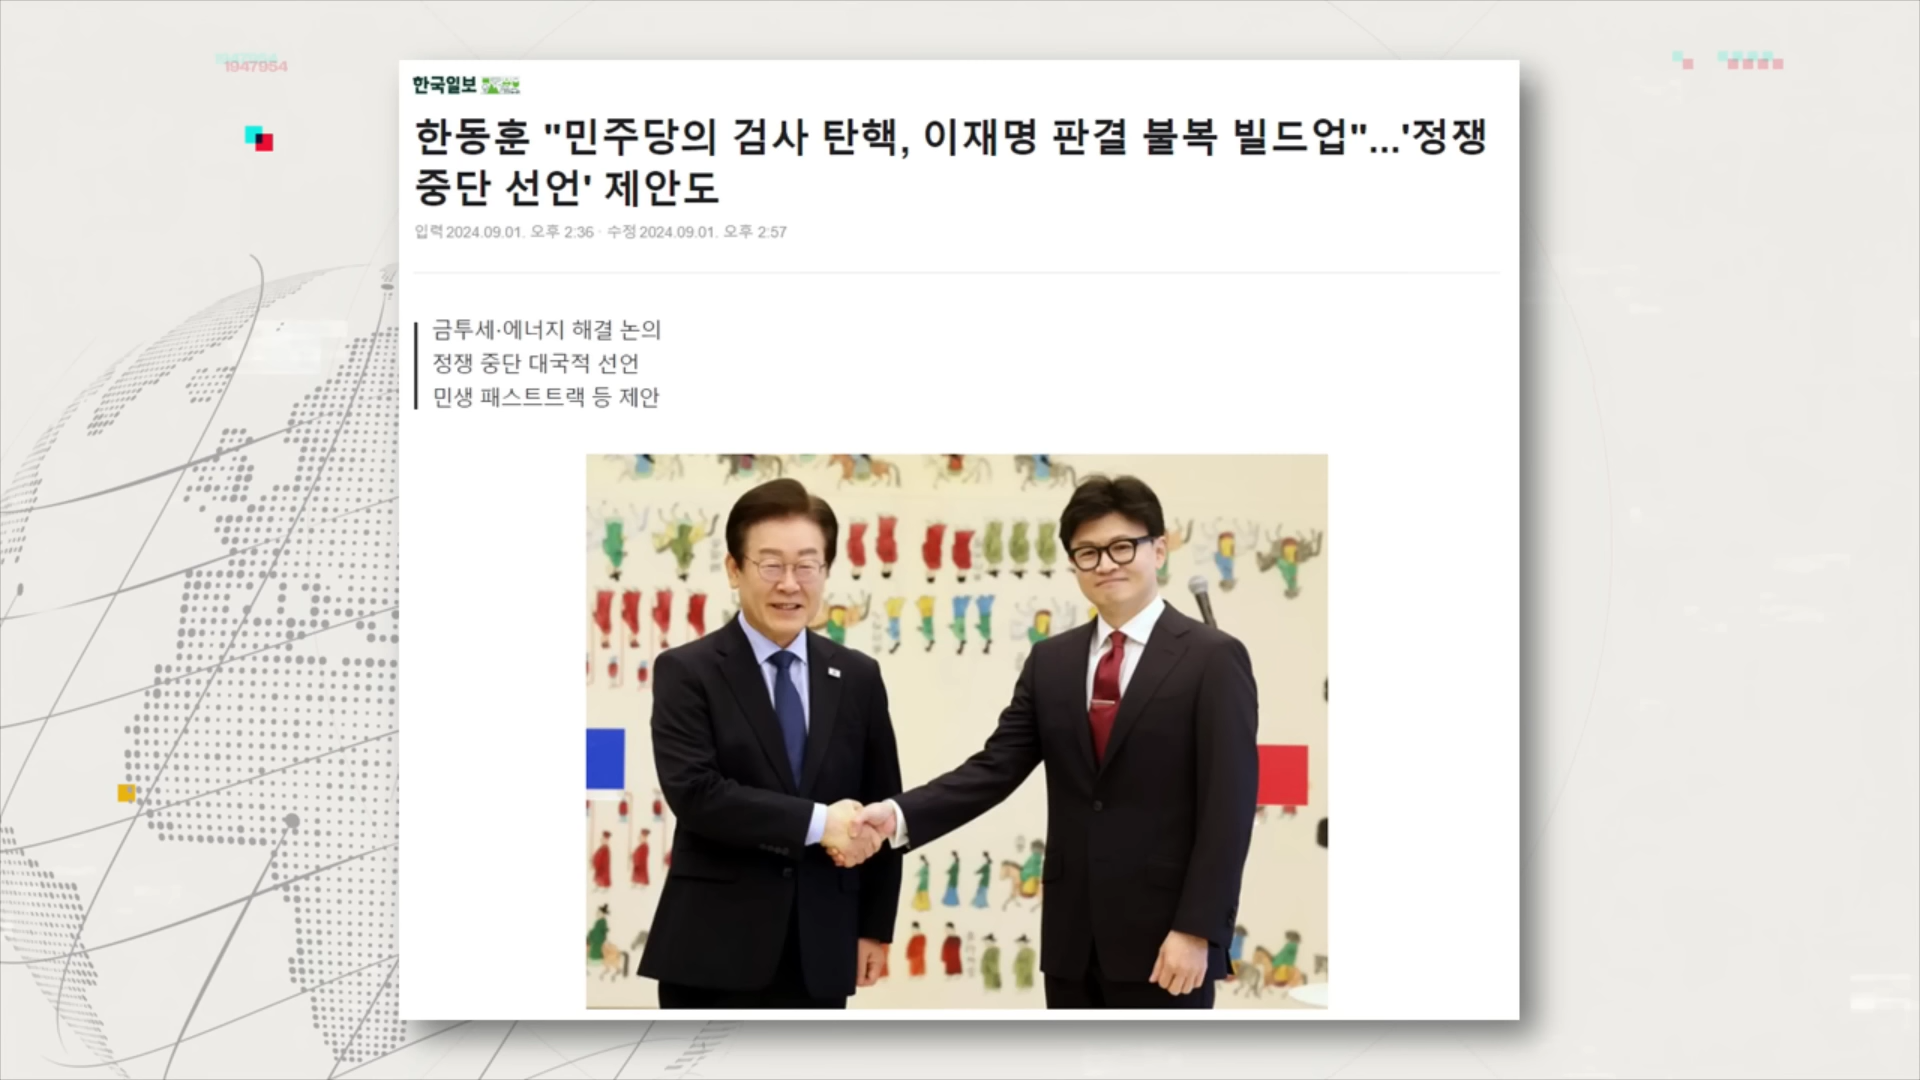 1947954
한국일보
한동훈 "민주당의 검사 탄핵, 이재명 판결 불복 빌드업"...'정쟁
중단 선언' 제안도
입력 2024.09.01. 오후 2:36 · 수정 2024.09.01. 오후 2:57
금투세·에너지 해결 논의
정쟁 중단 대국적 선언
민생 패스트트랙 등 제안